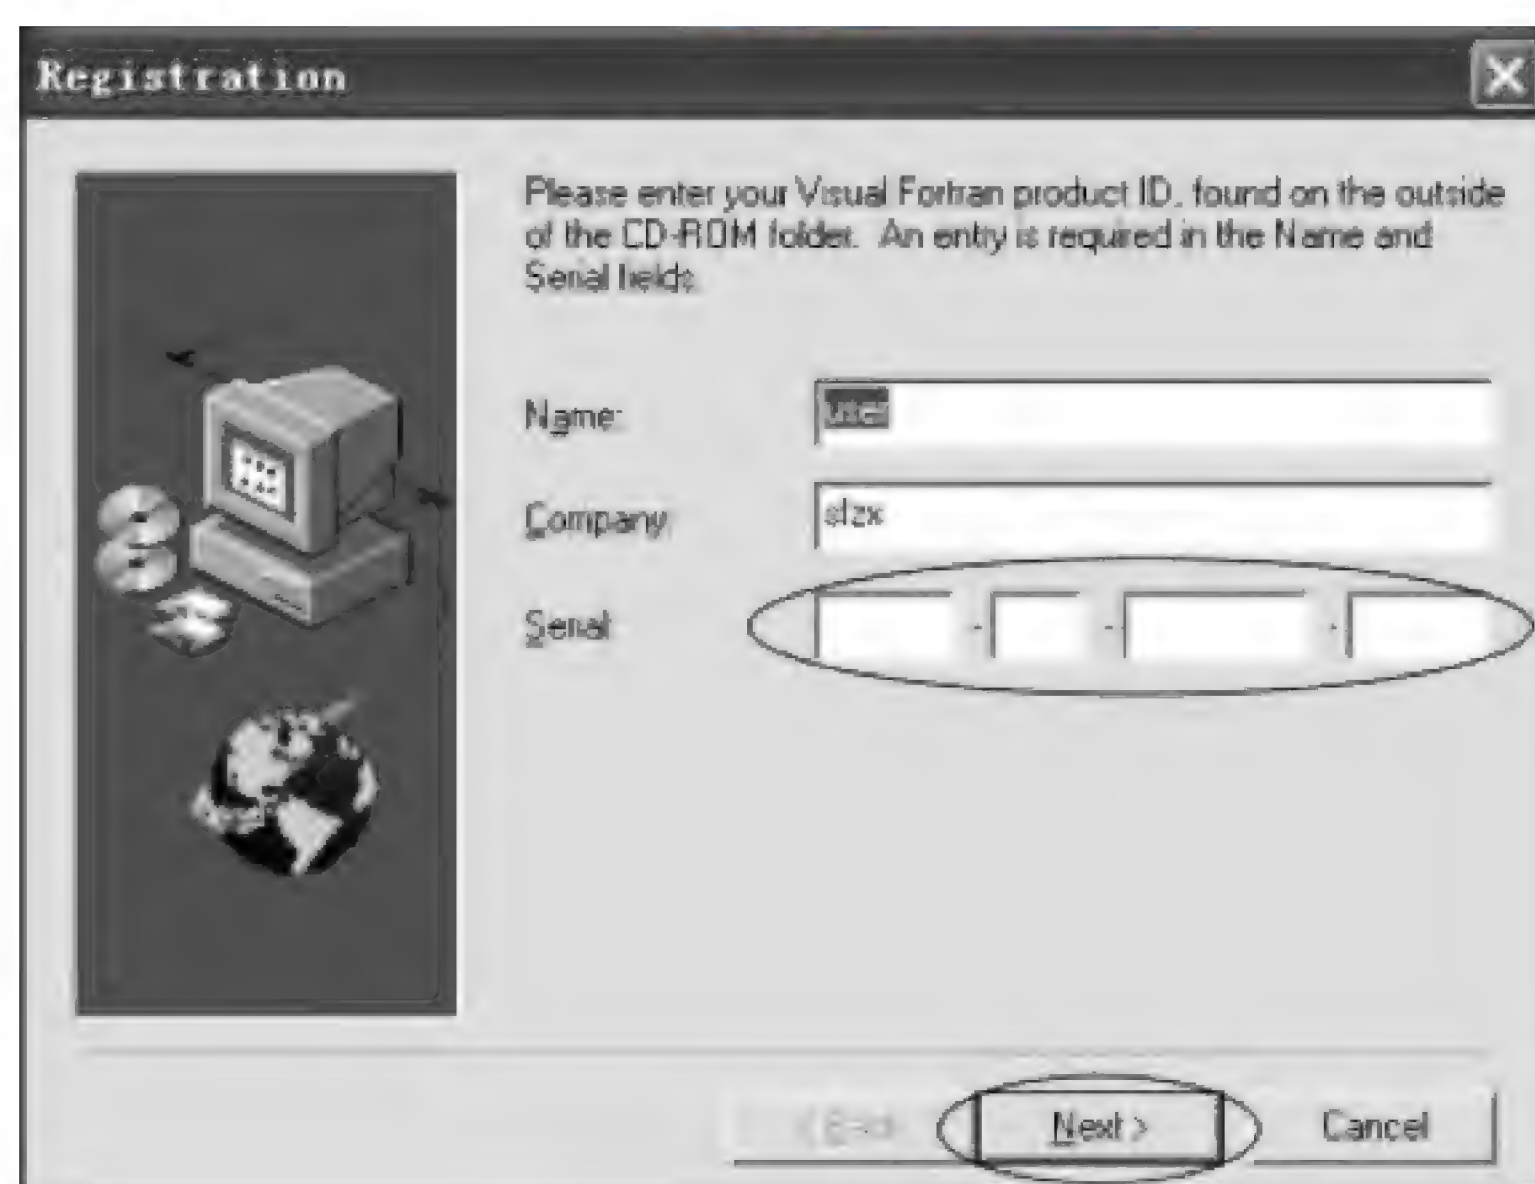 Registration
Please enter your Visual Fortran product ID, found on the outside
of the CD-ROM folder. An entry is required in the Name and
Serial fields.
Name: user
Company:
Serial: - - -
Next > Cancel